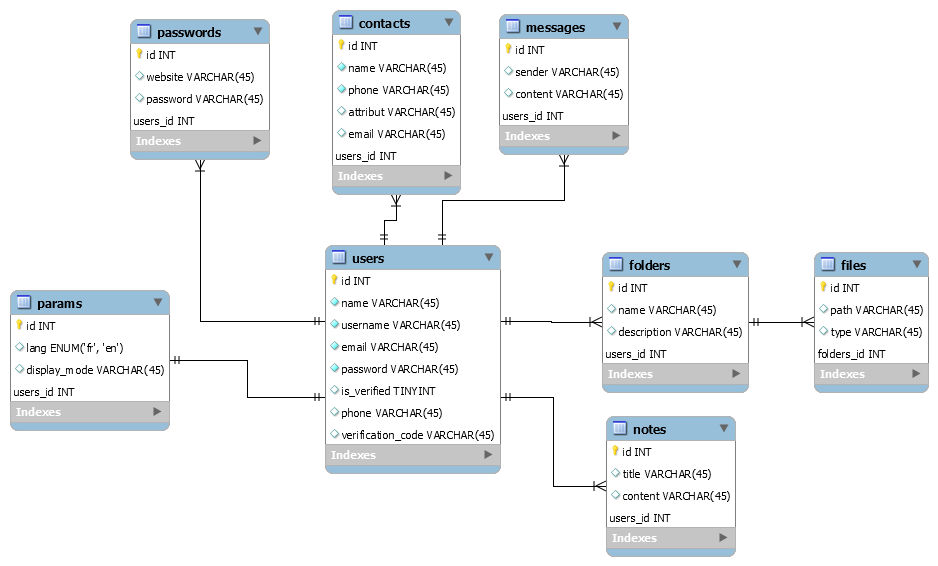 passwords
id INT
website VARCHAR(45)
password VARCHAR(45)
users_id INT
Indexes
contacts
id INT
name VARCHAR(45)
phone VARCHAR(45)
attribut VARCHAR(45)
email VARCHAR(45)
users_id INT
Indexes
messages
id INT
sender VARCHAR(45)
content VARCHAR(45)
users_id INT
Indexes
params
id INT
lang ENUM('fr', 'en')
display_mode VARCHAR(45)
users_id INT
Indexes
users
id INT
name VARCHAR(45)
username VARCHAR(45)
email VARCHAR(45)
password VARCHAR(45)
is_verified TINYINT
phone VARCHAR(45)
verification_code VARCHAR(45)
Indexes
folders
id INT
name VARCHAR(45)
description VARCHAR(45)
users_id INT
Indexes
files
id INT
path VARCHAR(45)
type VARCHAR(45)
folders_id INT
Indexes
notes
id INT
title VARCHAR(45)
content VARCHAR(45)
users_id INT
Indexes